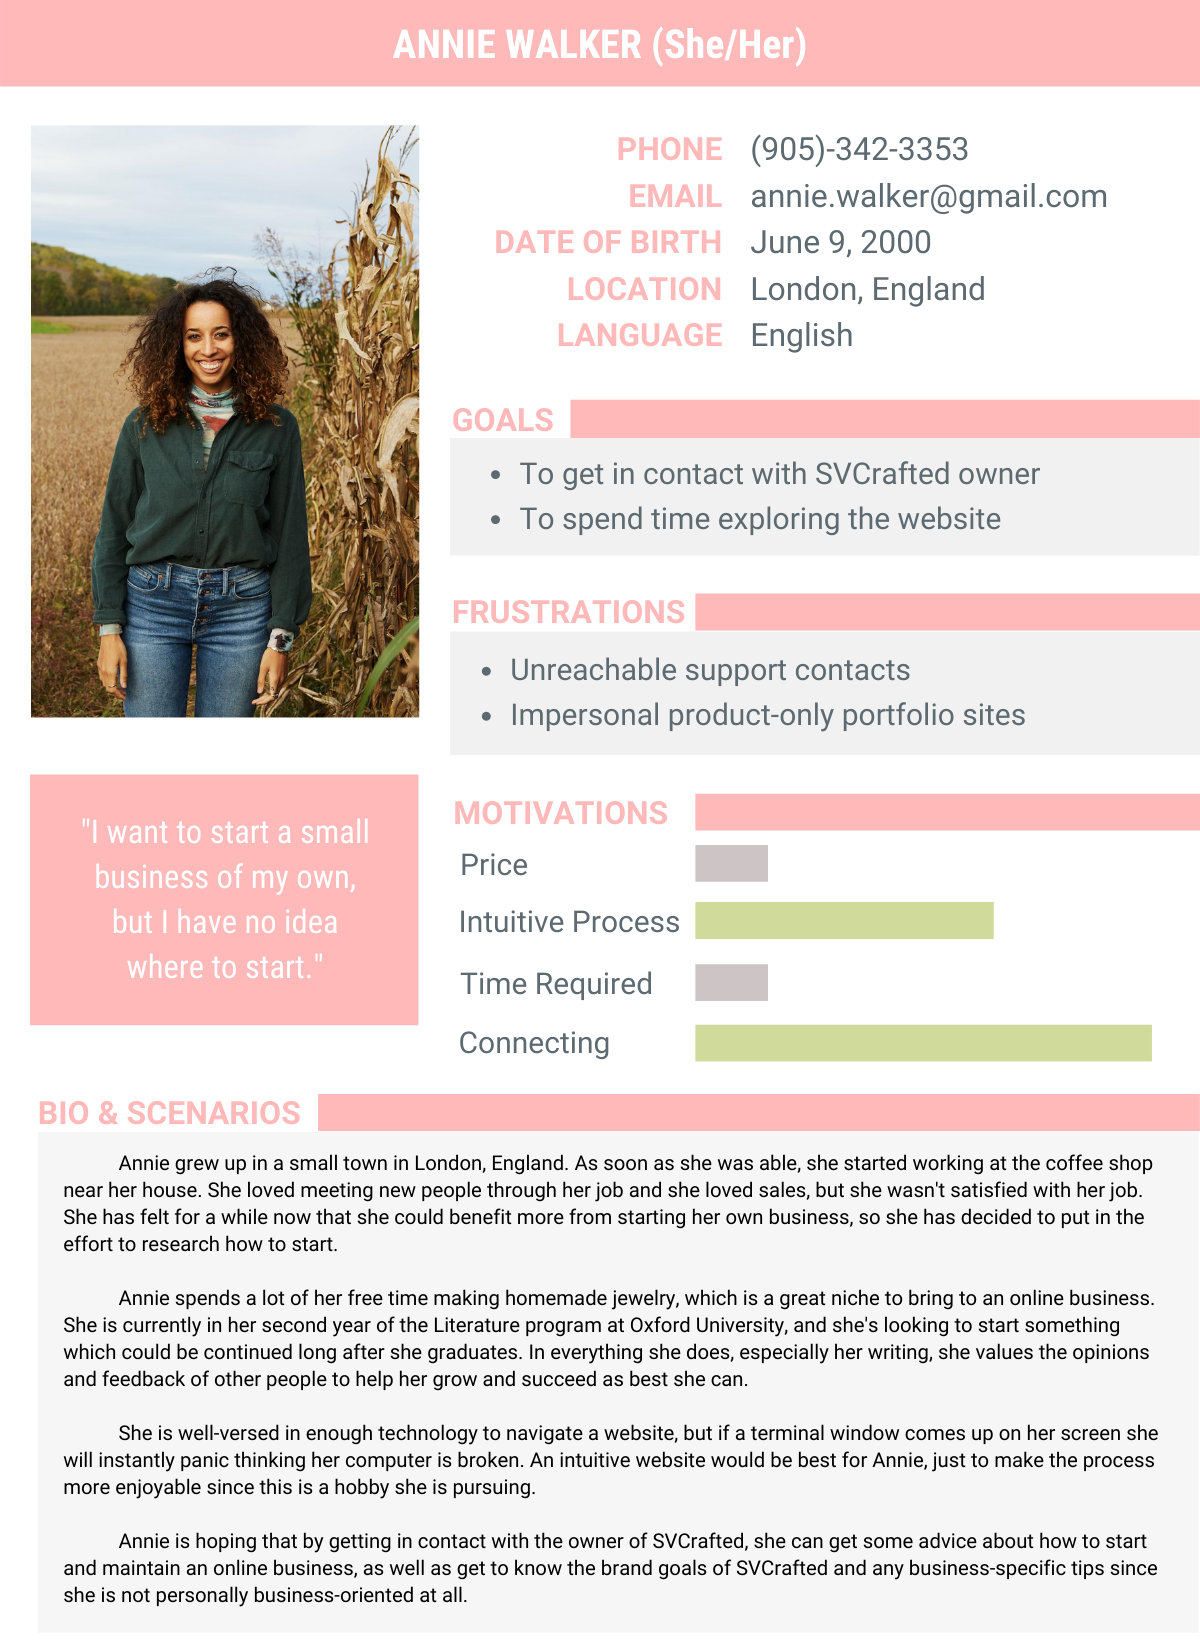 ANNIE WALKER (She/Her)
PHONE (905)-342-3353
EMAIL annie.walker@gmail.com
DATE OF BIRTH June 9, 2000
LOCATION London, England
LANGUAGE English
GOALS
• To get in contact with SVCrafted owner
• To spend time exploring the website
FRUSTRATIONS
• Unreachable support contacts
• Impersonal product-only portfolio sites
"I want to start a small
business of my own,
but I have no idea
where to start."
MOTIVATIONS
Price
Intuitive Process
Time Required
Connecting
BIO & SCENARIOS
Annie grew up in a small town in London, England. As soon as she was able, she started working at the coffee shop
near her house. She loved meeting new people through her job and she loved sales, but she wasn't satisfied with her job.
She has felt for a while now that she could benefit more from starting her own business, so she has decided to put in the
effort to research how to start.
Annie spends a lot of her free time making homemade jewelry, which is a great niche to bring to an online business.
She is currently in her second year of the Literature program at Oxford University, and she's looking to start something
which could be continued long after she graduates. In everything she does, especially her writing, she values the opinions
and feedback of other people to help her grow and succeed as best she can.
She is well-versed in enough technology to navigate a website, but if a terminal window comes up on her screen she
will instantly panic thinking her computer is broken. An intuitive website would be best for Annie, just to make the process
more enjoyable since this is a hobby she is pursuing.
Annie is hoping that by getting in contact with the owner of SVCrafted, she can get some advice about how to start
and maintain an online business, as well as get to know the brand goals of SVCrafted and any business-specific tips since
she is not personally business-oriented at all.